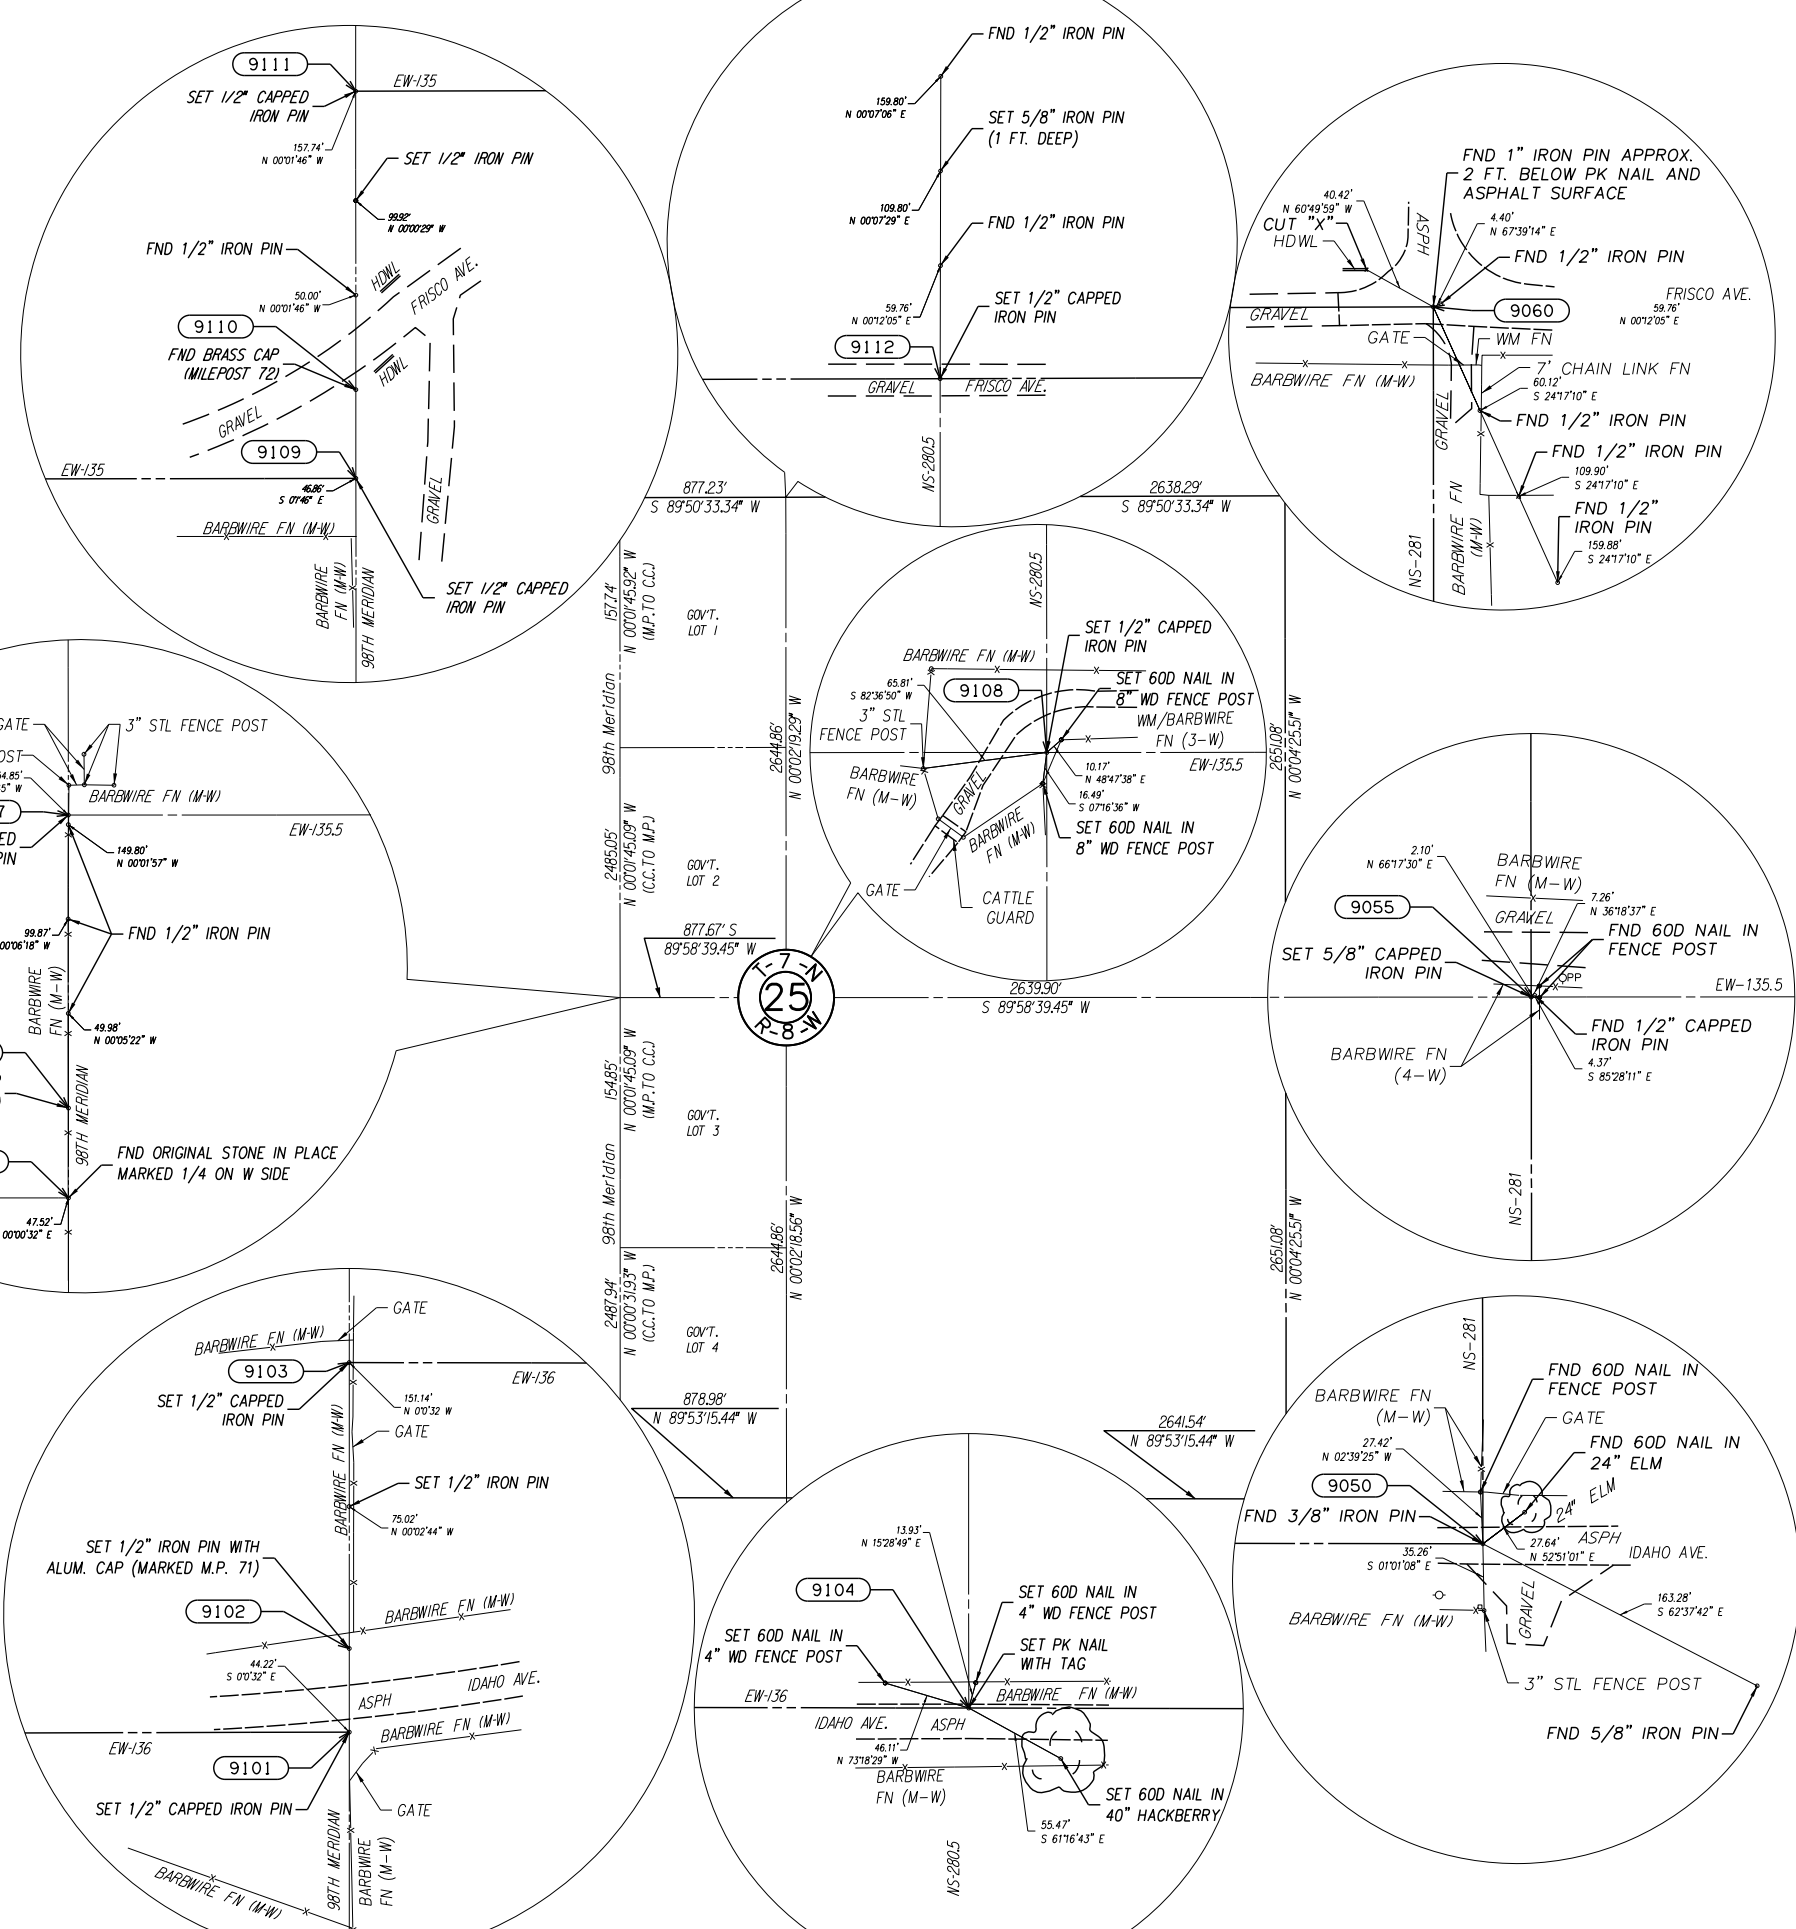 9111
EW-135
SET 1/2" CAPPED
IRON PIN
157.74'
N 00°01'46" W
SET 1/2" IRON PIN
99.92'
N 00°00'29" W
FND 1/2" IRON PIN
50.00'
N 00°01'46" W
HDWL
FRISCO AVE.
9110
FND BRASS CAP
(MILEPOST 72)
HDWL
GRAVEL
9109
EW-135
46.86'
S 01'46" E
GRAVEL
BARBWIRE FN (M-W)
BARBWIRE
FN (M-W)
98TH MERIDIAN
SET 1/2" CAPPED
IRON PIN
FND 1/2" IRON PIN
159.80'
N 00°07'06" E
SET 5/8" IRON PIN
(1 FT. DEEP)
109.80'
N 00°07'29" E
FND 1/2" IRON PIN
59.76'
N 00°12'05" E
SET 1/2" CAPPED
IRON PIN
9112
GRAVEL
FRISCO AVE.
NS-280.5
FND 1" IRON PIN APPROX.
2 FT. BELOW PK NAIL AND
ASPHALT SURFACE
40.42'
N 60°49'59" W
CUT "X"
HDWL
ASPH
4.40'
N 67°39'14" E
FND 1/2" IRON PIN
FRISCO AVE.
9060
59.76'
N 00°12'05" E
GRAVEL
GATE
WM FN
BARBWIRE FN (M-W)
7' CHAIN LINK FN
60.12'
S 24°17'10" E
GRAVEL
FND 1/2" IRON PIN
FND 1/2" IRON PIN
109.90'
S 24°17'10" E
FND 1/2"
IRON PIN
159.88'
S 24°17'10" E
NS-281
BARBWIRE FN
(M-W)
877.23'
S 89°50'33.34" W
2638.29'
S 89°50'33.34" W
157.74'
N 00°01'45.92" W
(M.P. TO C.C.)
GOV'T.
LOT 1
98th Meridian
2644.86'
N 00°02'19.29" W
2651.08'
N 00°04'25.51" W
2485.05'
N 00°01'45.09" W
(C.C. TO M.P.)
GOV'T.
LOT 2
877.67' S
89°58'39.45" W
T-7-N
25
R-8-W
2639.90'
S 89°58'39.45" W
154.85'
N 00°01'45.09" W
(M.P. TO C.C.)
GOV'T.
LOT 3
98th Meridian
2644.86'
N 00°02'18.56" W
2651.08'
N 00°04'25.51" W
2487.94'
N 00°00'31.93" W
(C.C. TO M.P.)
GOV'T.
LOT 4
878.98'
N 89°53'15.44" W
2641.54'
N 89°53'15.44" W
NS-280.5
SET 1/2" CAPPED
IRON PIN
BARBWIRE FN (M-W)
65.81'
S 82°36'50" W
9108
SET 60D NAIL IN
8" WD FENCE POST
3" STL
FENCE POST
WM/BARBWIRE
FN (3-W)
EW-135.5
BARBWIRE
FN (M-W)
GRAVEL
10.17'
N 48°47'38" E
16.49'
S 07°16'36" W
BARBWIRE
FN (M-W)
SET 60D NAIL IN
8" WD FENCE POST
GATE
CATTLE
GUARD
GATE
3" STL FENCE POST
OST
54.85'
45" W
BARBWIRE FN (M-W)
7
EW-135.5
ED
PIN
149.80'
N 00°01'57" W
99.87'
00°06'18" W
FND 1/2" IRON PIN
BARBWIRE
FN (M-W)
49.98'
N 00°05'22" W
98TH MERIDIAN
FND ORIGINAL STONE IN PLACE
MARKED 1/4 ON W SIDE
47.52'
00°00'32" E
2.10'
N 66°17'30" E
BARBWIRE
FN (M-W)
9055
7.26'
N 36°18'37" E
GRAVEL
FND 60D NAIL IN
FENCE POST
SET 5/8" CAPPED
IRON PIN
PP
EW-135.5
FND 1/2" CAPPED
IRON PIN
BARBWIRE FN
(4-W)
4.37'
S 85°28'11" E
NS-281
GATE
BARBWIRE FN (M-W)
9103
EW-136
SET 1/2" CAPPED
IRON PIN
151.14'
N 0°0'32 W
GATE
BARBWIRE FN (M-W)
SET 1/2" IRON PIN
75.02'
N 00°02'44" W
BARBWIRE FN (M-W)
SET 1/2" IRON PIN WITH
ALUM. CAP (MARKED M.P. 71)
9102
BARBWIRE FN (M-W)
44.22'
S 0°0'32" E
IDAHO AVE.
ASPH
EW-136
BARBWIRE FN (M-W)
9101
SET 1/2" CAPPED IRON PIN
GATE
98TH MERIDIAN
BARBWIRE
FN (M-W)
BARBWIRE FN (M-W)
13.93'
N 15°28'49" E
9104
SET 60D NAIL IN
4" WD FENCE POST
SET 60D NAIL IN
4" WD FENCE POST
SET PK NAIL
WITH TAG
EW-136
BARBWIRE FN (M-W)
IDAHO AVE.
ASPH
46.11'
N 73°18'29" W
BARBWIRE
FN (M-W)
SET 60D NAIL IN
40" HACKBERRY
55.47'
S 61°16'43" E
NS-280.5
NS-281
FND 60D NAIL IN
FENCE POST
BARBWIRE FN
(M-W)
GATE
27.42'
N 02°39'25" W
FND 60D NAIL IN
24" ELM
9050
24" ELM
FND 3/8" IRON PIN
ASPH
IDAHO AVE.
27.64'
N 52°51'01" E
35.26'
S 01°01'08" E
GRAVEL
BARBWIRE FN (M-W)
163.28'
S 62°37'42" E
3" STL FENCE POST
FND 5/8" IRON PIN